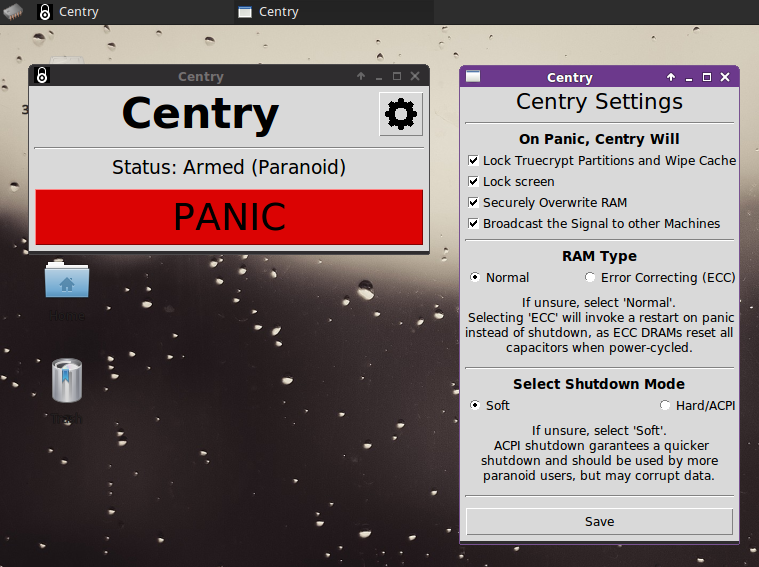 Centry
Centry
Centry
Centry
Status: Armed (Paranoid)
PANIC
Home
Trash
Centry
Centry Settings
On Panic, Centry Will
Lock Truecrypt Partitions and Wipe Cache
Lock screen
Securely Overwrite RAM
Broadcast the Signal to other Machines
RAM Type
Normal
Error Correcting (ECC)
If unsure, select 'Normal'.
Selecting 'ECC' will invoke a restart on panic
instead of shutdown, as ECC DRAMs reset all
capacitors when power-cycled.
Select Shutdown Mode
Soft
Hard/ACPI
If unsure, select 'Soft'.
ACPI shutdown garantees a quicker
shutdown and should be used by more
paranoid users, but may corrupt data.
Save